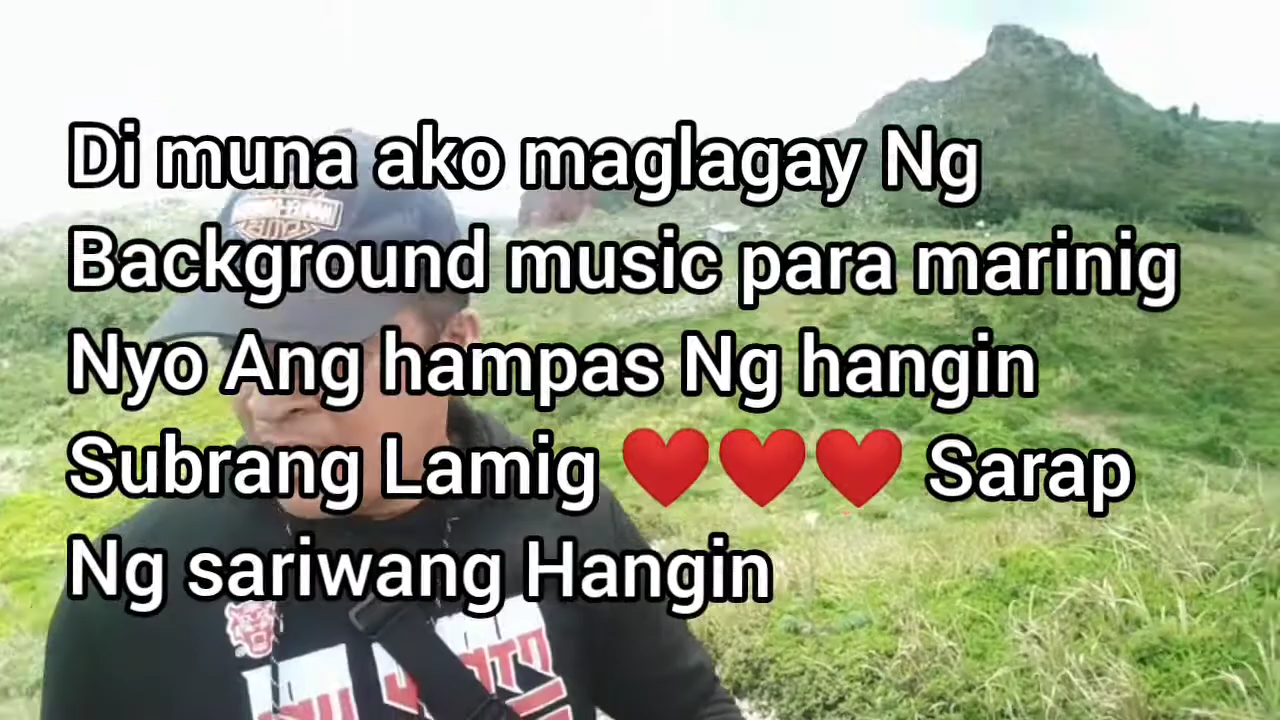 Di muna ako maglagay Ng
Background music para marinig
Nyo Ang hampas Ng hangin
Subrang Lamig ❤️❤️❤️ Sarap
Ng sariwang Hangin